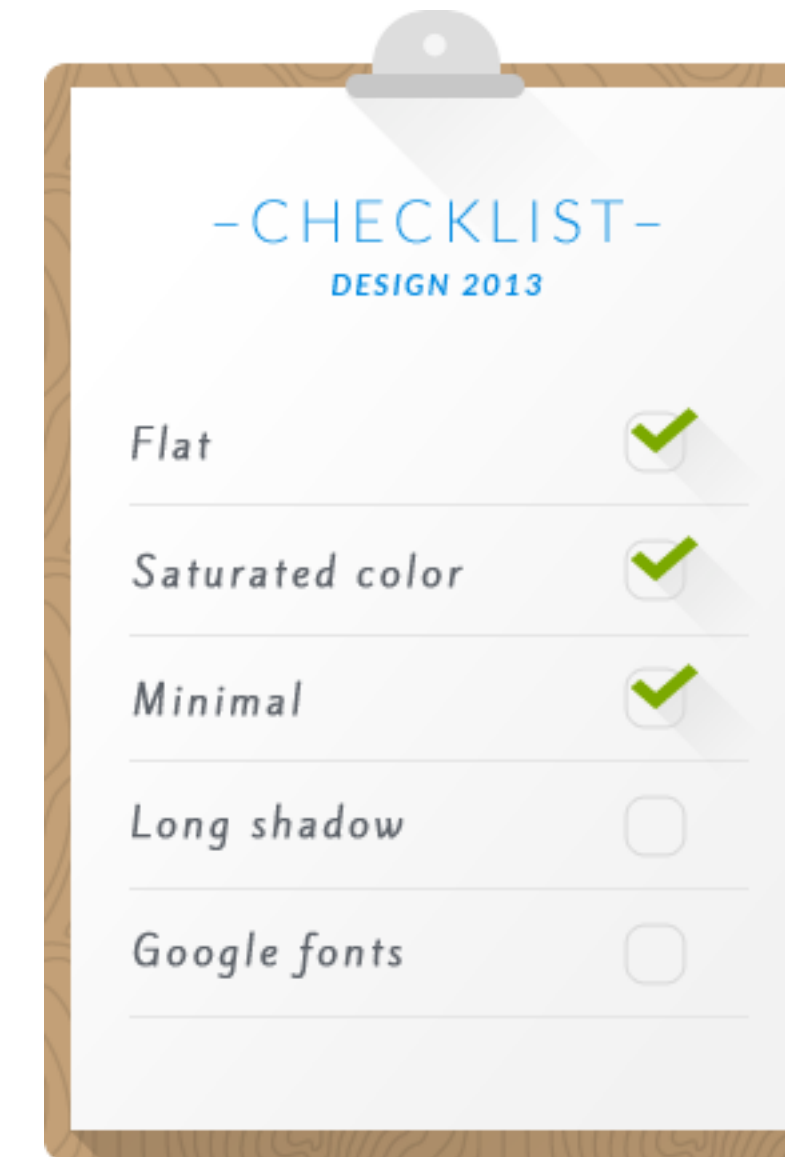 –CHECKLIST–
DESIGN 2013
Flat
Saturated color
Minimal
Long shadow
Google fonts